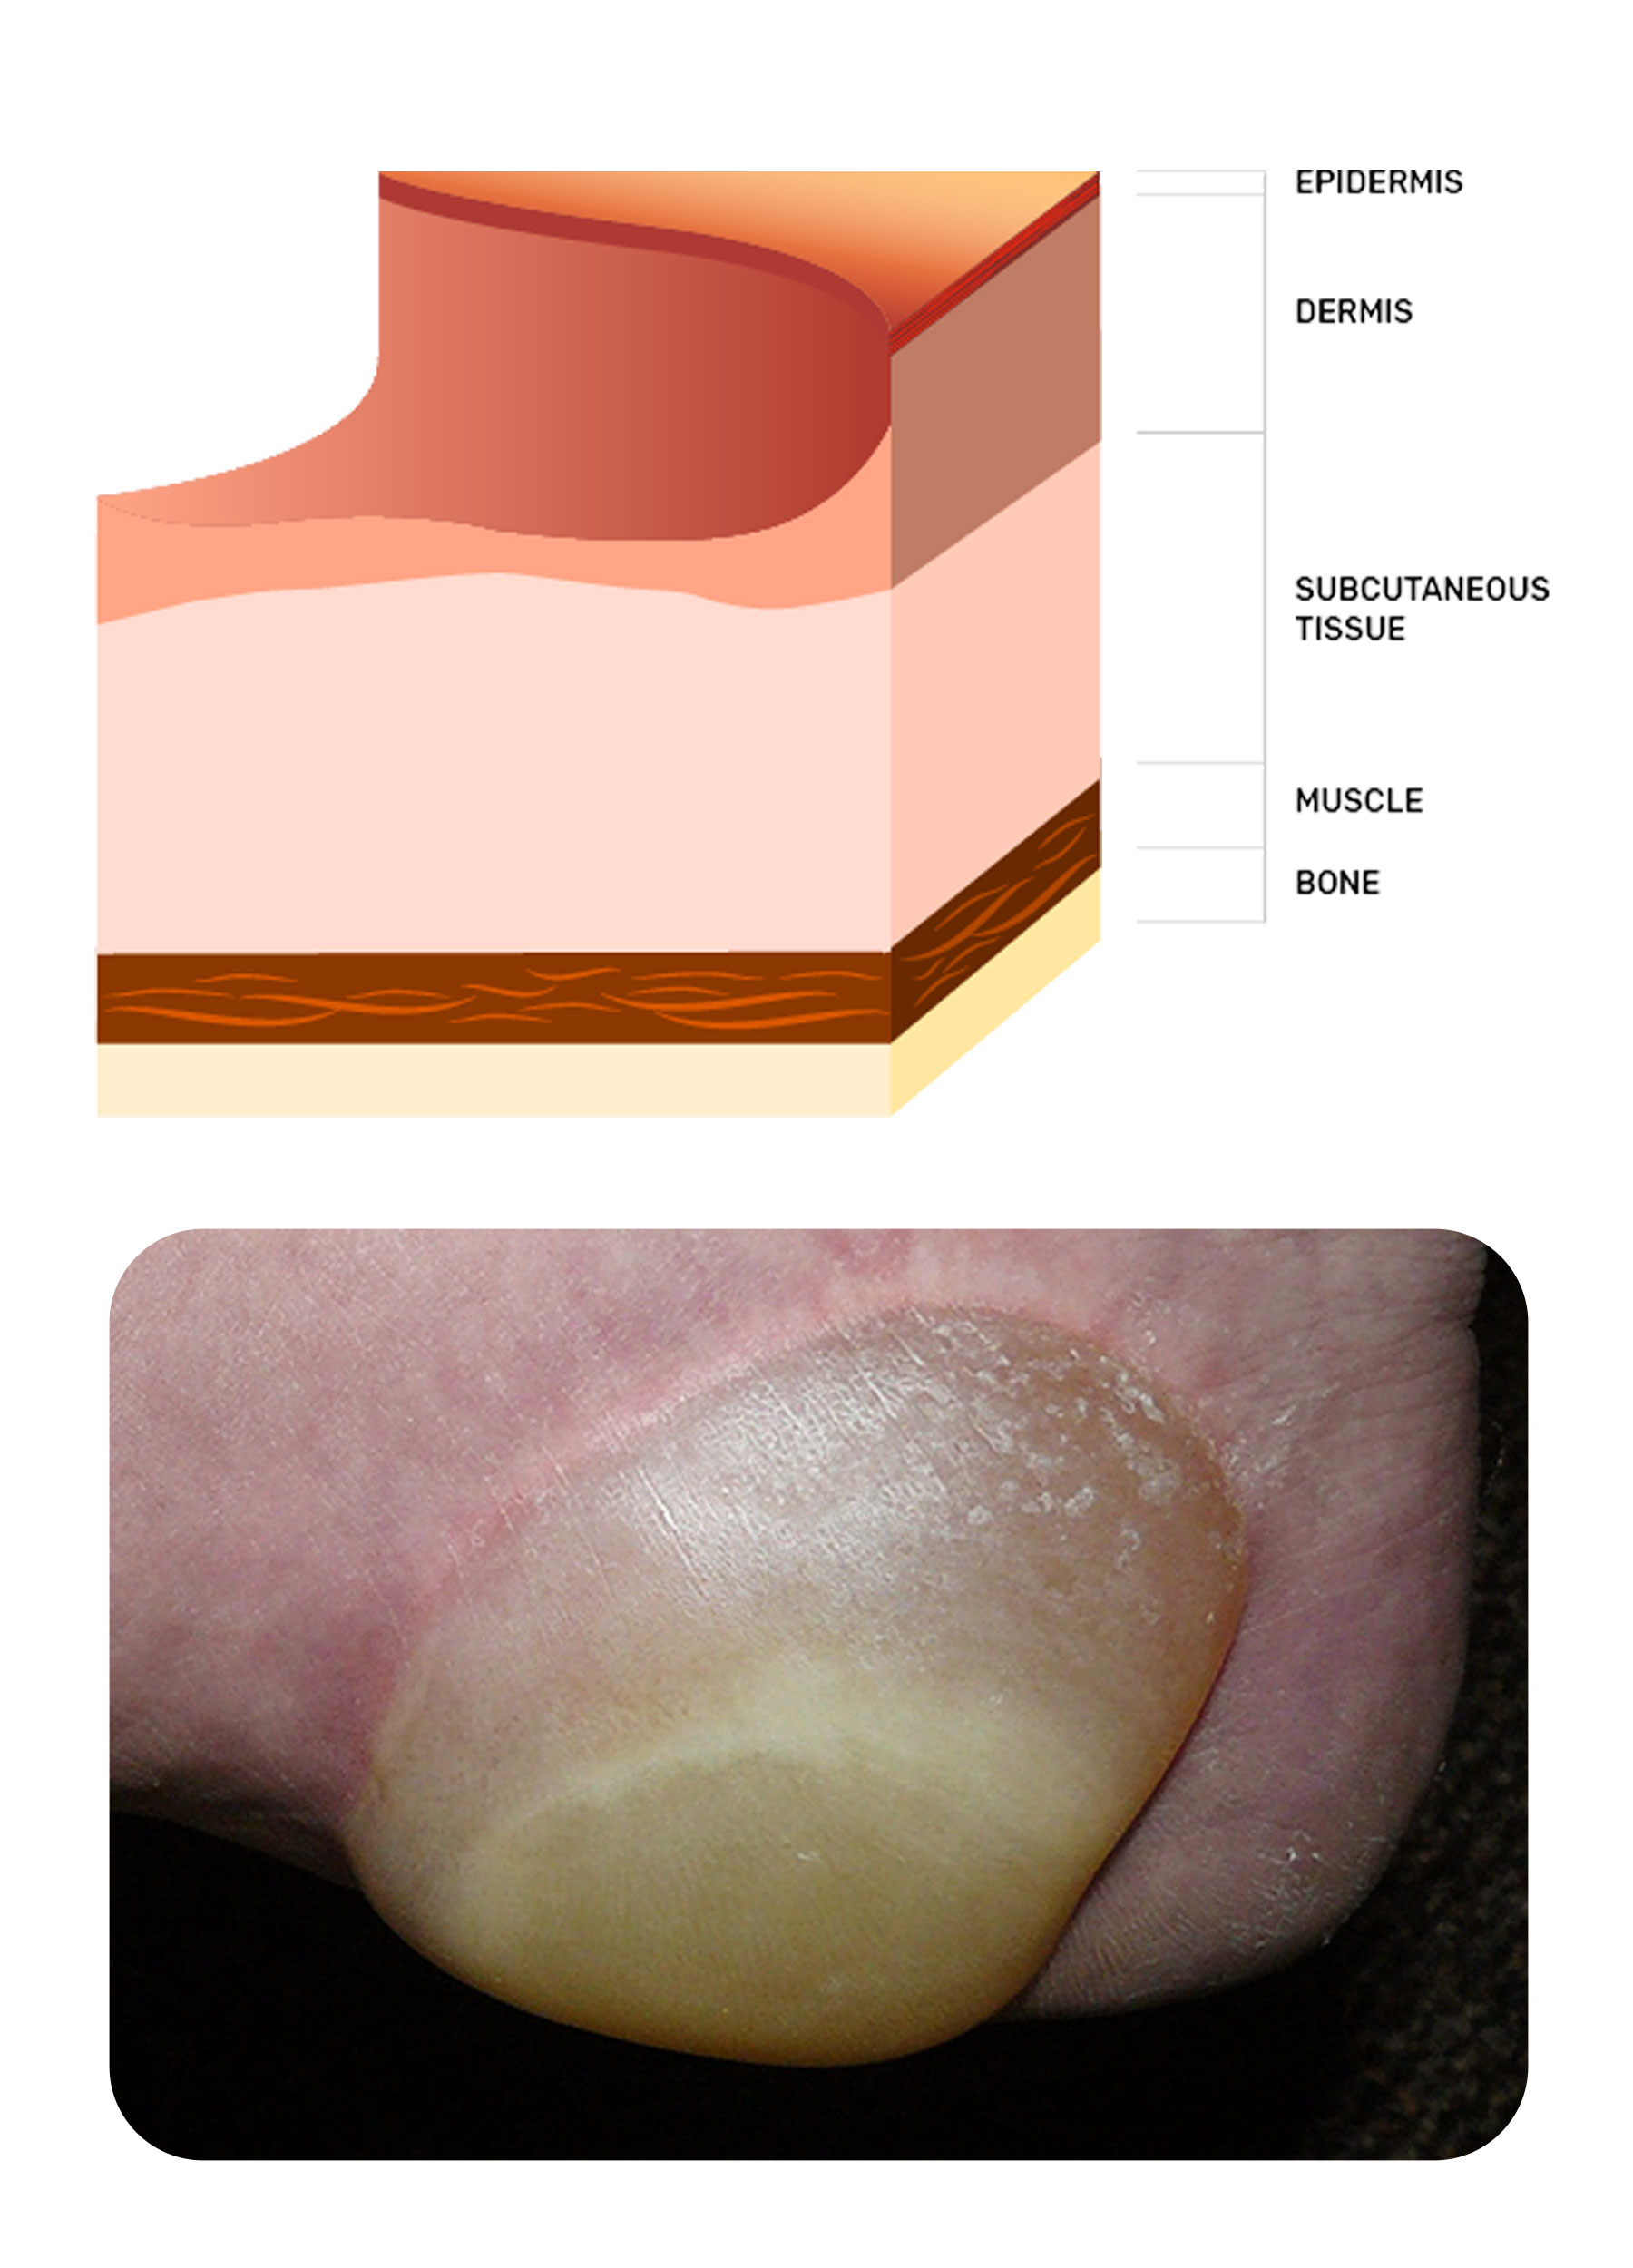 EPIDERMIS
DERMIS
SUBCUTANEOUS
TISSUE
MUSCLE
BONE